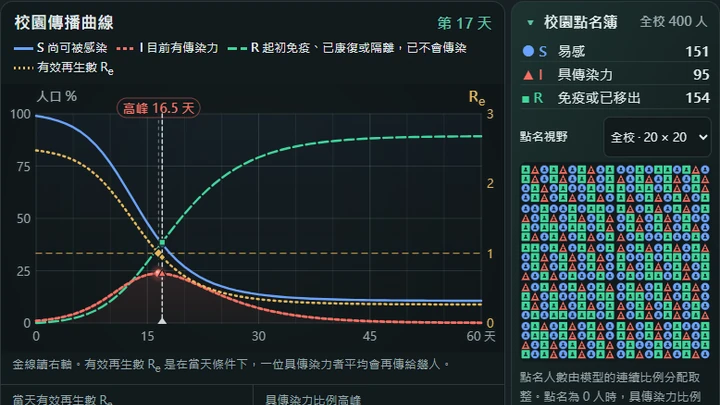 校園傳播曲線
第 17 天
S 尚可被感染 I 目前有傳染力 R 起初免疫、已康復或隔離，已不會傳染
有效再生數 Re
人口 %
高峰 16.5 天
Re
100
75
50
25
0
3
2
1
0
0 15 30 45 60 天
金線讀右軸。有效再生數 Re 是在當天條件下，一位具傳染力者平均會再傳給幾人。
當天有效再生數 Re
具傳染力比例高峰
校園點名簿
全校 400 人
S 易感 151
I 具傳染力 95
R 免疫或已移出 154
點名視野
全校 · 20 × 20
點名人數由模型的連續比例分配取
整。點名為 0 人時，具傳染力比例